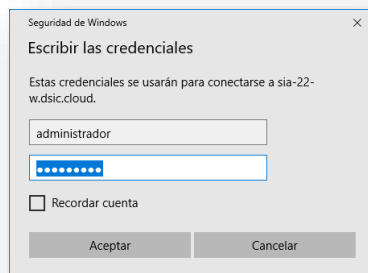 Seguridad de Windows
Escribir las credenciales
Estas credenciales se usarán para conectarse a sia-22-
w.dsic.cloud.
administrador
•••••••••
Recordar cuenta
Aceptar
Cancelar